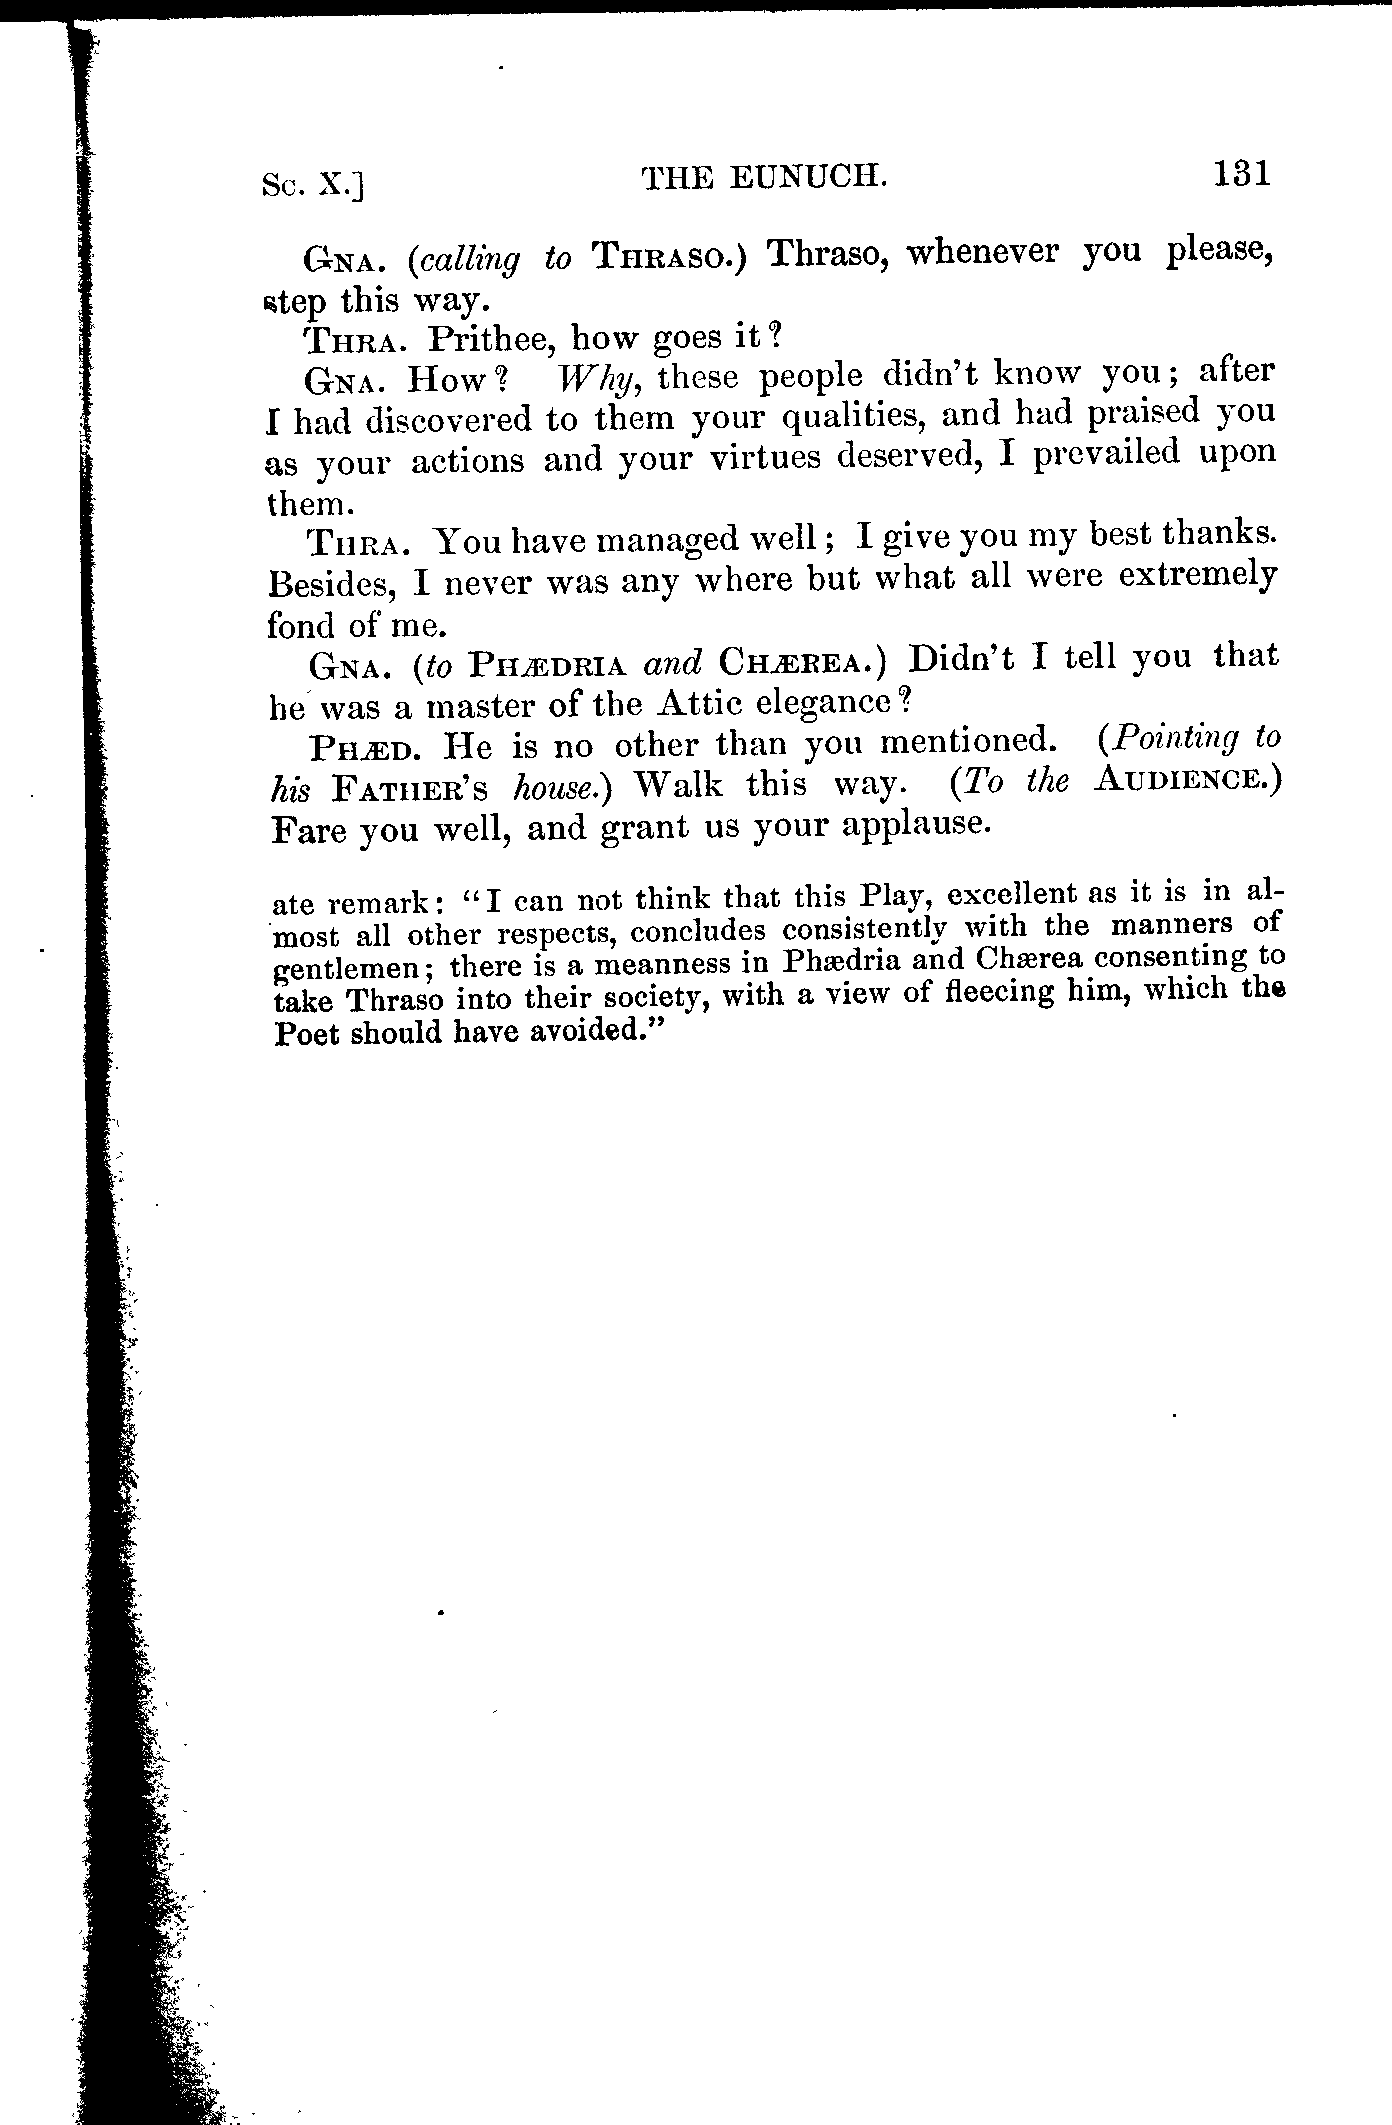 Sc. X.] THE EUNUCH. 131
GNA. (calling to THRASO.) Thraso, whenever you please,
step this way.
THRA. Prithee, how goes it?
GNA. How? Why, these people didn't know you; after
I had discovered to them your qualities, and had praised you
as your actions and your virtues deserved, I prevailed upon
them.
THRA. You have managed well; I give you my best thanks.
Besides, I never was any where but what all were extremely
fond of me.
GNA. (to PHÆDRIA and CHÆREA.) Didn't I tell you that
he was a master of the Attic elegance?
PHÆD. He is no other than you mentioned. (Pointing to
his FATHER'S house.) Walk this way. (To the AUDIENCE.)
Fare you well, and grant us your applause.
ate remark: "I can not think that this Play, excellent as it is in al-
most all other respects, concludes consistently with the manners of
gentlemen; there is a meanness in Phædria and Chærea consenting to
take Thraso into their society, with a view of fleecing him, which the
Poet should have avoided."